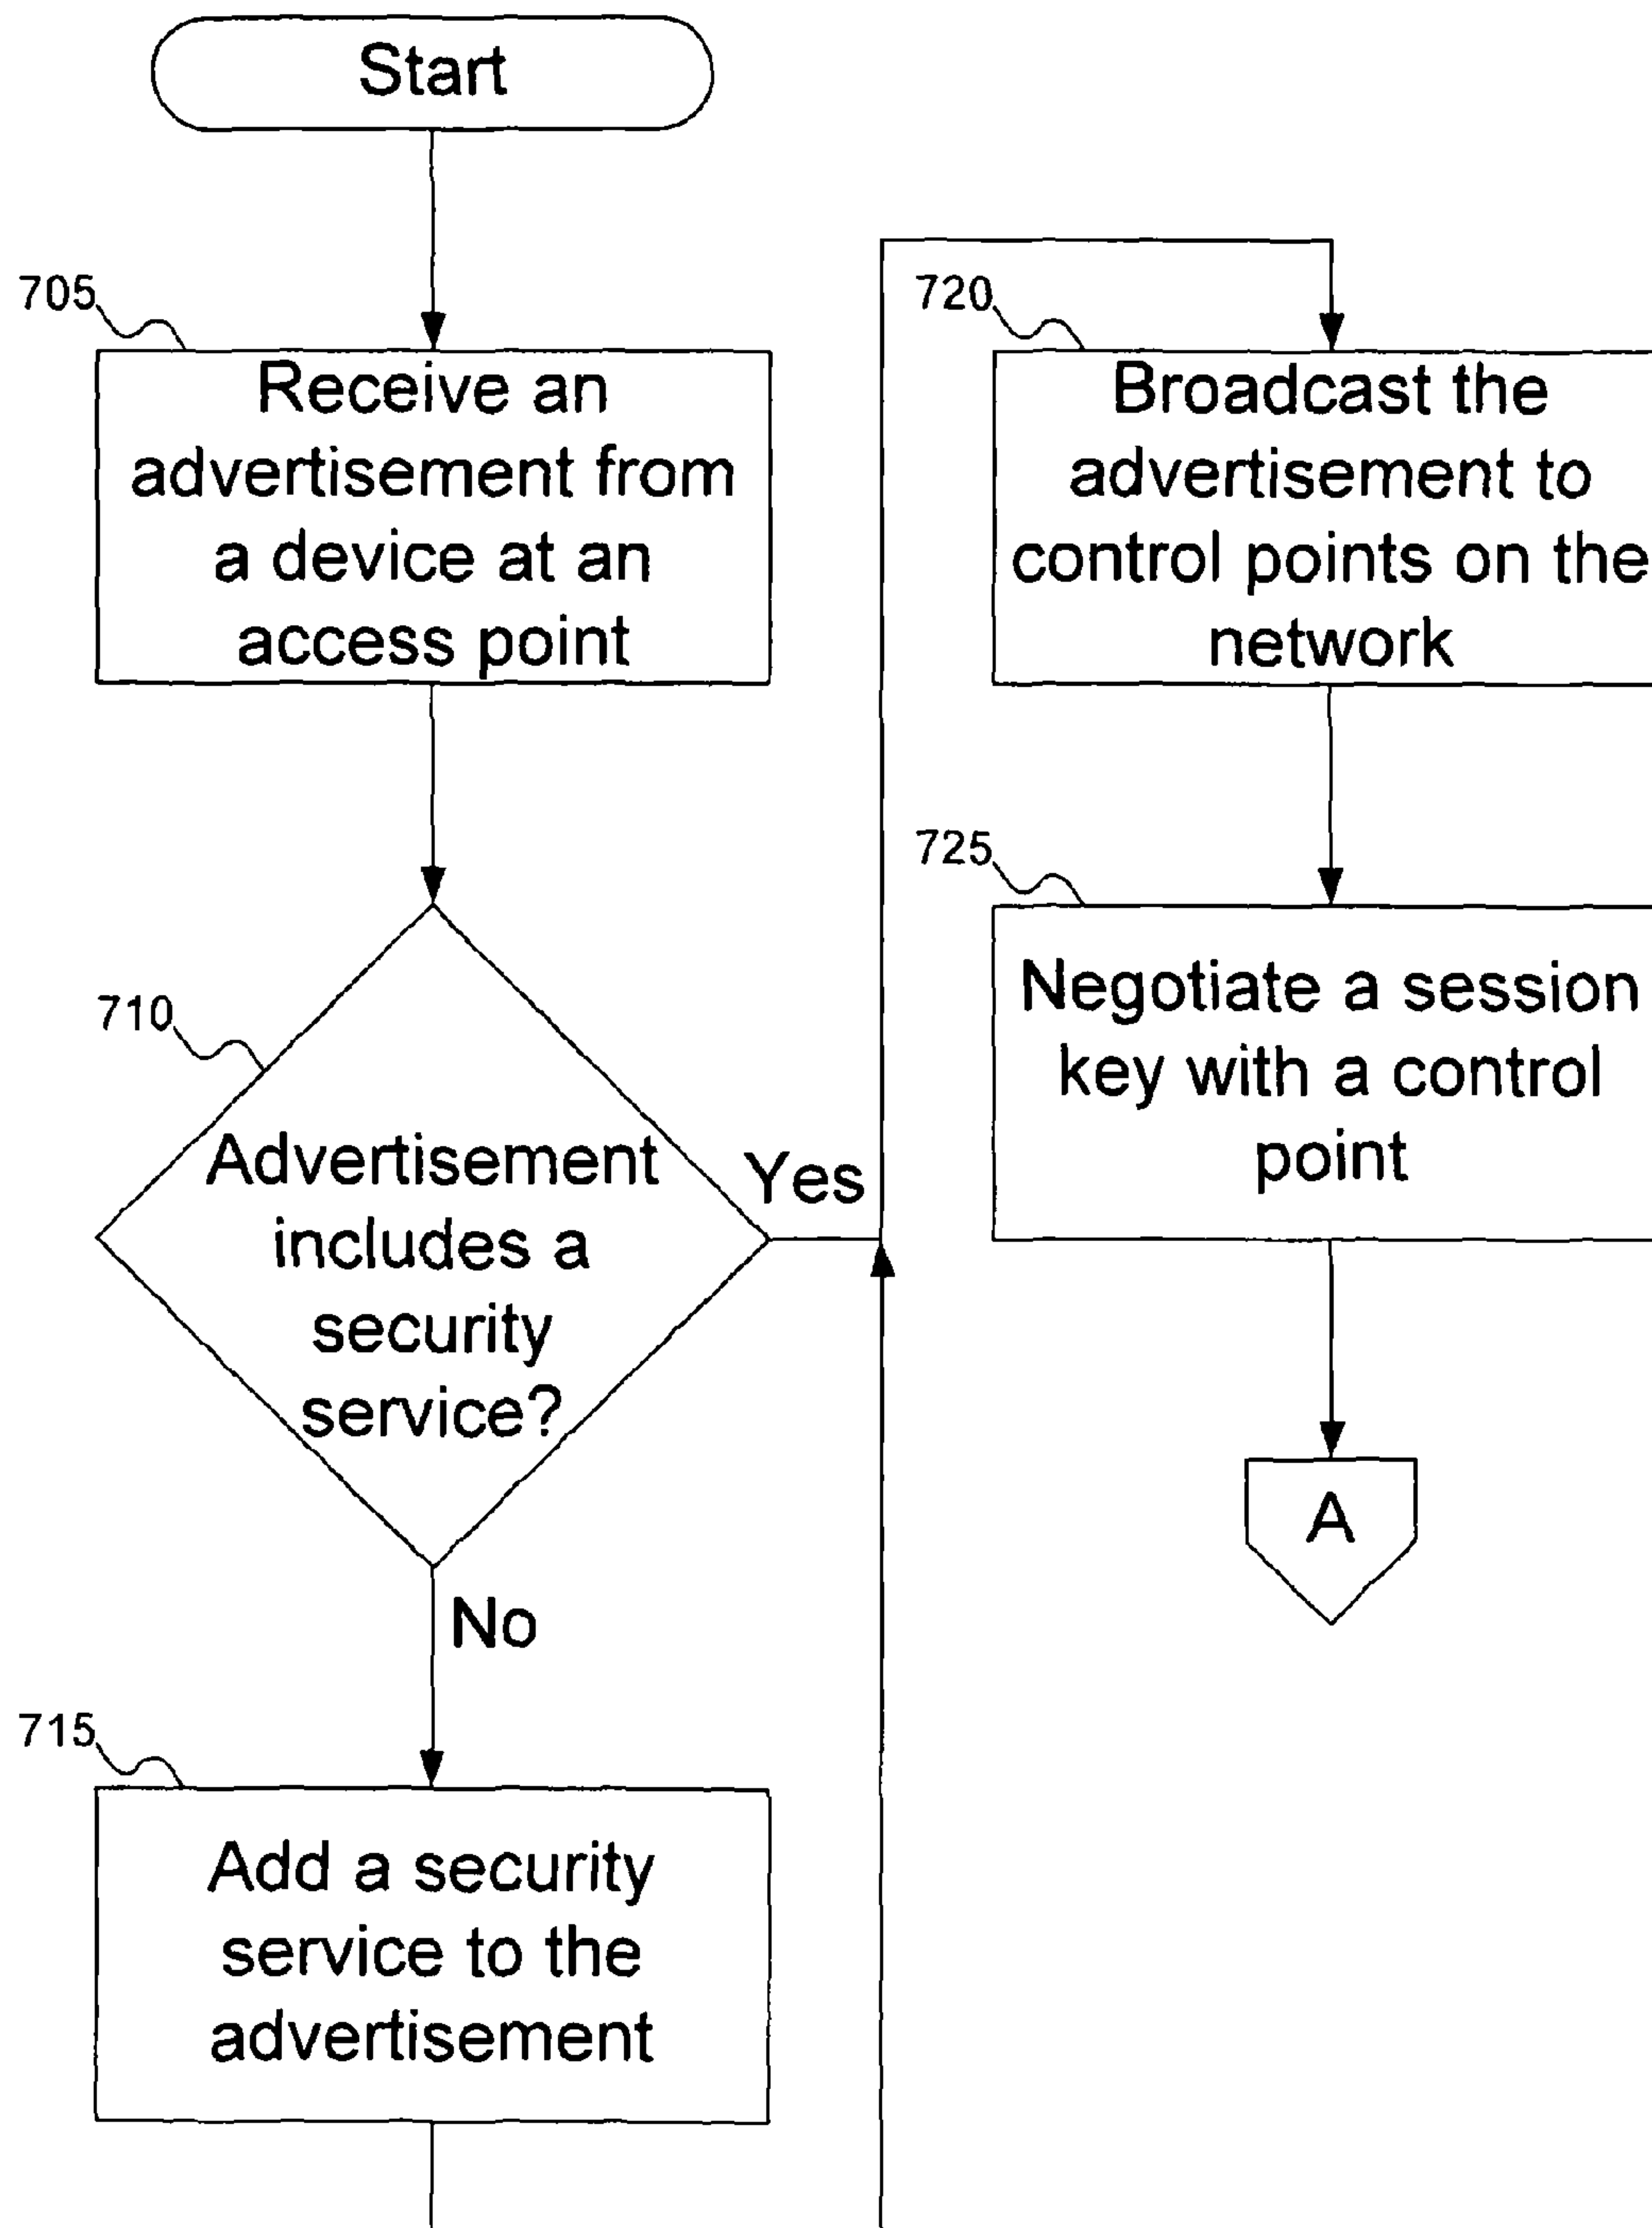 Start
705
Receive an
advertisement from
a device at an
access point
710
Advertisement
includes a
security
service?
Yes
No
715
Add a security
service to the
advertisement
720
Broadcast the
advertisement to
control points on the
network
725
Negotiate a session
key with a control
point
A